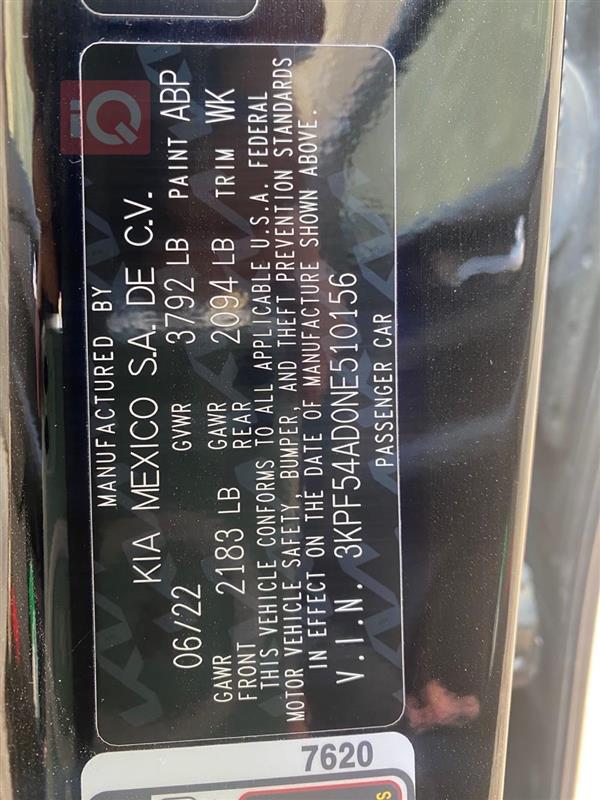 iQ
MANUFACTURED BY
KIA MEXICO S.A. DE C.V.
06/22 GVWR 3792 LB PAINT ABP
GAWR FRONT 2183 LB GAWR REAR 2094 LB TRIM WK
THIS VEHICLE CONFORMS TO ALL APPLICABLE U.S.A. FEDERAL
MOTOR VEHICLE SAFETY, BUMPER, AND THEFT PREVENTION STANDARDS
IN EFFECT ON THE DATE OF MANUFACTURE SHOWN ABOVE.
V.I.N. 3KPF54AD0NE510156
PASSENGER CAR
7620